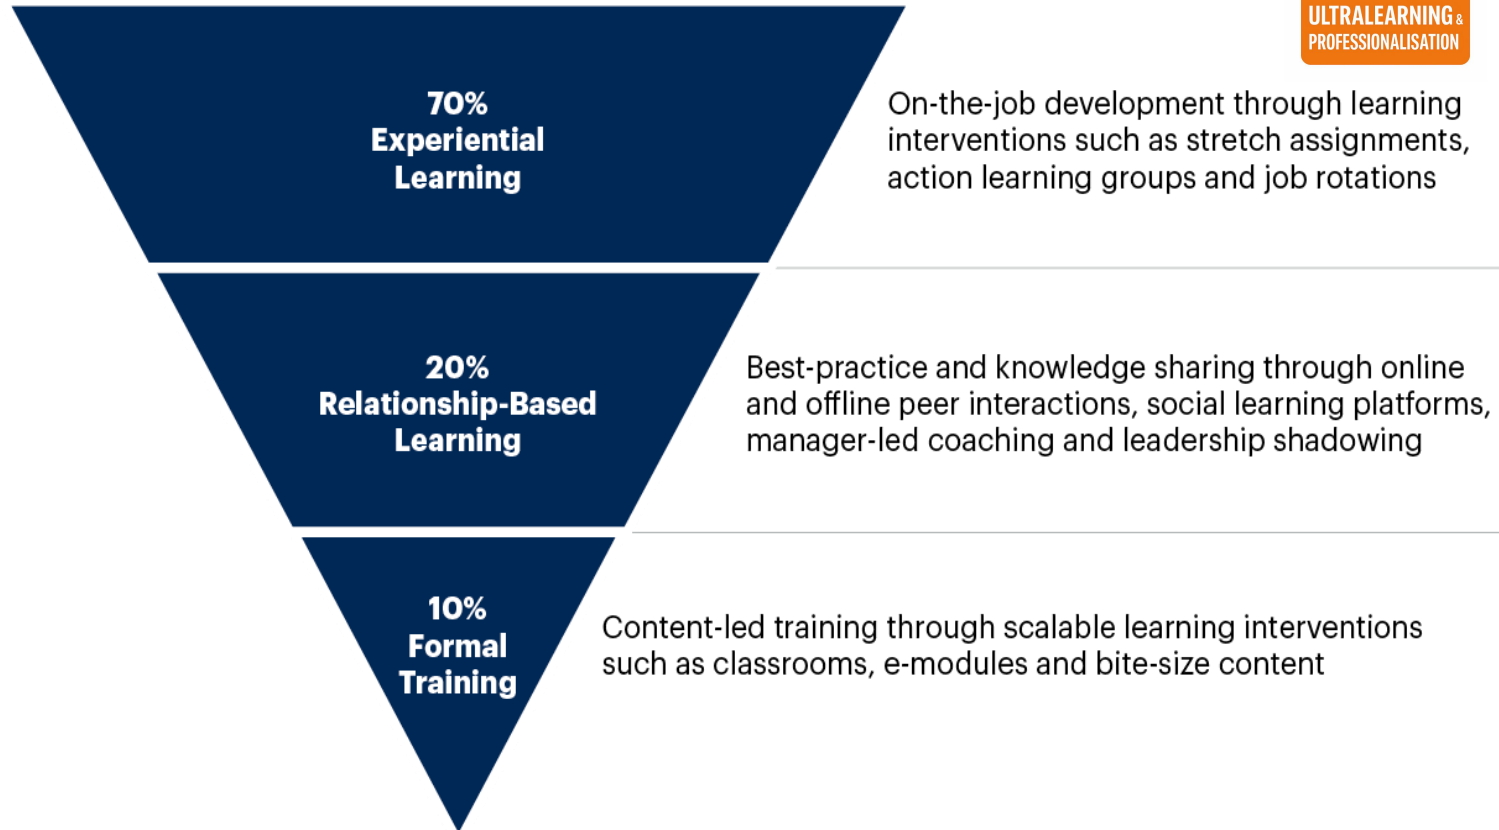 ULTRALEARNING &
PROFESSIONALISATION
70%
Experiential
Learning
On-the-job development through learning
interventions such as stretch assignments,
action learning groups and job rotations
20%
Relationship-Based
Learning
Best-practice and knowledge sharing through online
and offline peer interactions, social learning platforms,
manager-led coaching and leadership shadowing
10%
Formal
Training
Content-led training through scalable learning interventions
such as classrooms, e-modules and bite-size content